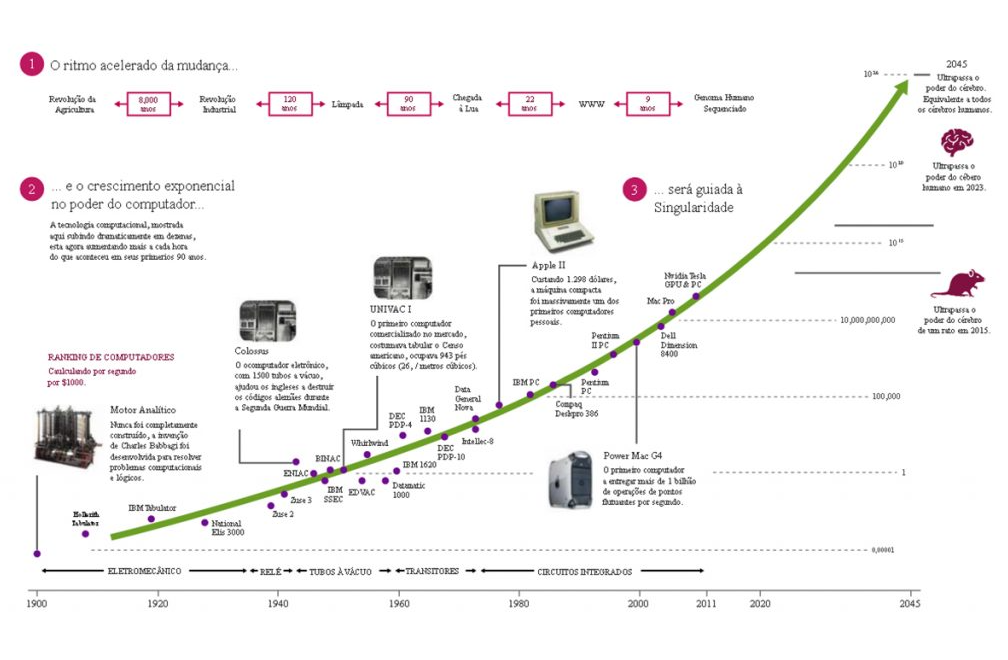 1 O ritmo acelerado da mudança...
Revolução da
Agricultura
8,000
anos
Revolução
Industrial
120
anos
Lâmpada
90
anos
Chegada
à Lua
22
anos
WWW
9
anos
Genoma Humano
Sequenciado
2 ... e o crescimento exponencial
no poder do computador...
A tecnologia computacional, mostrada
aqui subindo dramaticamente em dezenas,
esta agora aumentando mais a cada hora
do que aconteceu em seus primerios 90 anos.
3 ... será guiada à
Singularidade
2045
Ultrapassa o
poder do cérebro.
Equivalente a todos
os cérebros humanos.
Ultrapassa o
poder do cébero
humano em 2023.
Ultrapassa o
poder do cérebro
de um rato em 2015.
10,000,000,000
100,000
1
0,00001
RANKING DE COMPUTADORES
Caulculando por segundo
por $1000.
Motor Analítico
Nunca foi completamente
construído, a invenção
de Charles Babbagi foi
desenvolvida para resolver
problemas computacionais
e lógicos.
Colossus
O ocomputador eletrônico,
com 1500 tubos a vácuo,
ajudou os ingleses a destruir
os códigos alemães durante
a Segunda Guerra Mundial.
UNIVAC I
O primeiro computador
comercializado no mercado,
costumava tabular o Censo
americano, ocupava 943 pés
cúbicos (26, / metros cúbicos).
Apple II
Custando 1.298 dólares,
a máquina compacta
foi massivamente um dos
primeiros computadores
pessoais.
Power Mac G4
O primeiro computador
a entregar mais de 1 bilhão
de operações de pontos
flutuantes por segundo.
Hollerith
Tabulator
IBM Tabulator
National
Elis 3000
Zuse 2
Zuse 3
ENIAC
BINAC
IBM
SSEC
Whirlwind
EDVAC
DEC
PDP-4
IBM
1130
IBM 1620
Datamatic
1000
DEC
PDP-10
Data
General
Nova
Intellec-8
IBM PC
Compaq
Deskpro 386
Pentium
PC
Pentium
II PC
Mac Pro
Dell
Dimension
8400
Nvidia Tesla
GPU & PC
ELETROMECÂNICO
RELÉ
TUBOS À VÁCUO
TRANSITORES
CIRCUITOS INTEGRADOS
1900
1920
1940
1960
1980
2000
2011
2020
2045